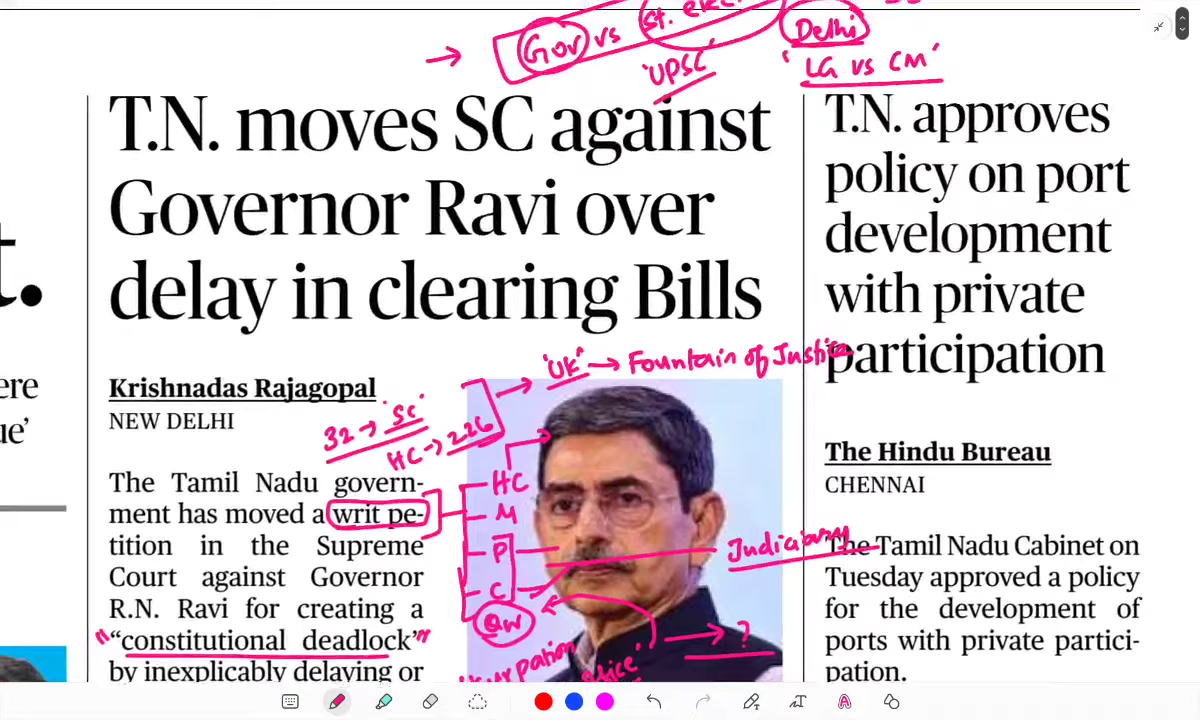 → Gov vs St.
'UPSC'
Delhi
' LG vs CM'
T.N. moves SC against
Governor Ravi over
delay in clearing Bills
Krishnadas Rajagopal
NEW DELHI
The Tamil Nadu govern-
ment has moved a writ pe-
tition in the Supreme
Court against Governor
R.N. Ravi for creating a
"“constitutional deadlock”"
by inexplicably delaying or
32 → 'SC'
HC → 226
→ 'UK' → Fountain of Justice
HC
M
P
C
QW
Judiciary
→ ?
T.N. approves
policy on port
development
with private
participation
The Hindu Bureau
CHENNAI
The Tamil Nadu Cabinet on
Tuesday approved a policy
for the development of
ports with private partici-
pation.
t.
ere
ue’